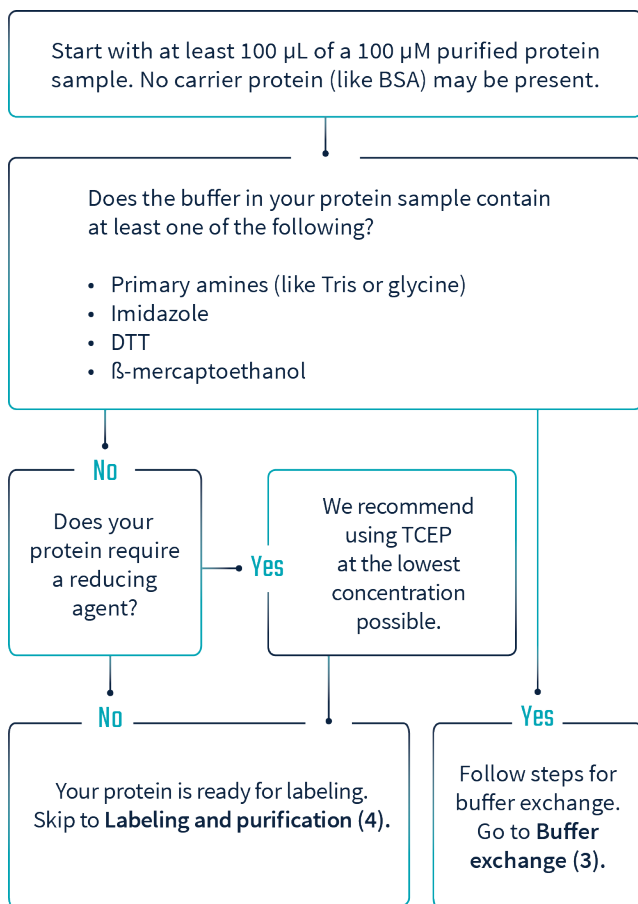 Start with at least 100 µL of a 100 µM purified protein
sample. No carrier protein (like BSA) may be present.
Does the buffer in your protein sample contain
at least one of the following?
• Primary amines (like Tris or glycine)
• Imidazole
• DTT
• ß-mercaptoethanol
No
Does your
protein require
a reducing
agent?
Yes
We recommend
using TCEP
at the lowest
concentration
possible.
No
Your protein is ready for labeling.
Skip to Labeling and purification (4).
Yes
Follow steps for
buffer exchange.
Go to Buffer
exchange (3).